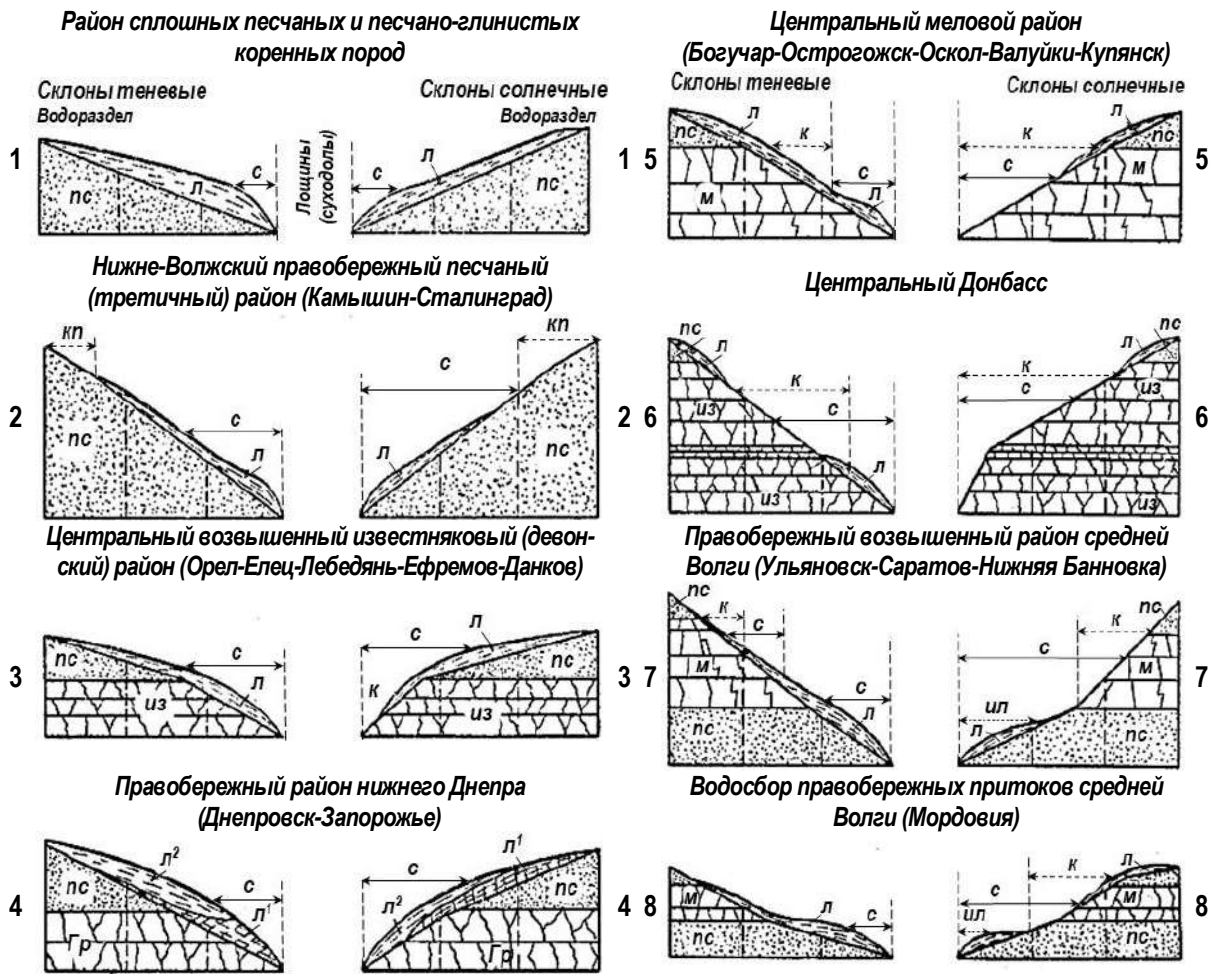 Район сплошных песчаных и песчано-глинистых
коренных пород
Склоны теневые
Водораздел
Склоны солнечные
Водораздел
Лощины
(суходолы)
1
пс
л
с
с
л
пс
1
Нижне-Волжский правобережный песчаный
(третичный) район (Камышин-Сталинград)
2
кп
пс
с
л
с
кп
л
пс
2
Центральный возвышенный известняковый (девон-
ский) район (Орел-Елец-Лебедянь-Ефремов-Данков)
3
пс
из
с
л
с
л
к
пс
из
3
Правобережный район нижнего Днепра
(Днепровск-Запорожье)
4
пс
Гр
л²
с
л¹
с
л¹
л²
пс
Гр
4
Центральный меловой район
(Богучар-Острогожск-Оскол-Валуйки-Купянск)
Склоны теневые
Склоны солнечные
5
пс
л
к
с
м
л
к
с
л
пс
м
5
Центральный Донбасс
6
пс
л
к
с
из
л
из
к
с
л
пс
из
из
6
Правобережный возвышенный район средней
Волги (Ульяновск-Саратов-Нижняя Банновка)
7
пс
к
с
м
с
л
пс
пс
к
с
м
ил
л
пс
7
Водосбор правобережных притоков средней
Волги (Мордовия)
8
м
л
с
пс
к
л
с
ил
м
пс
8